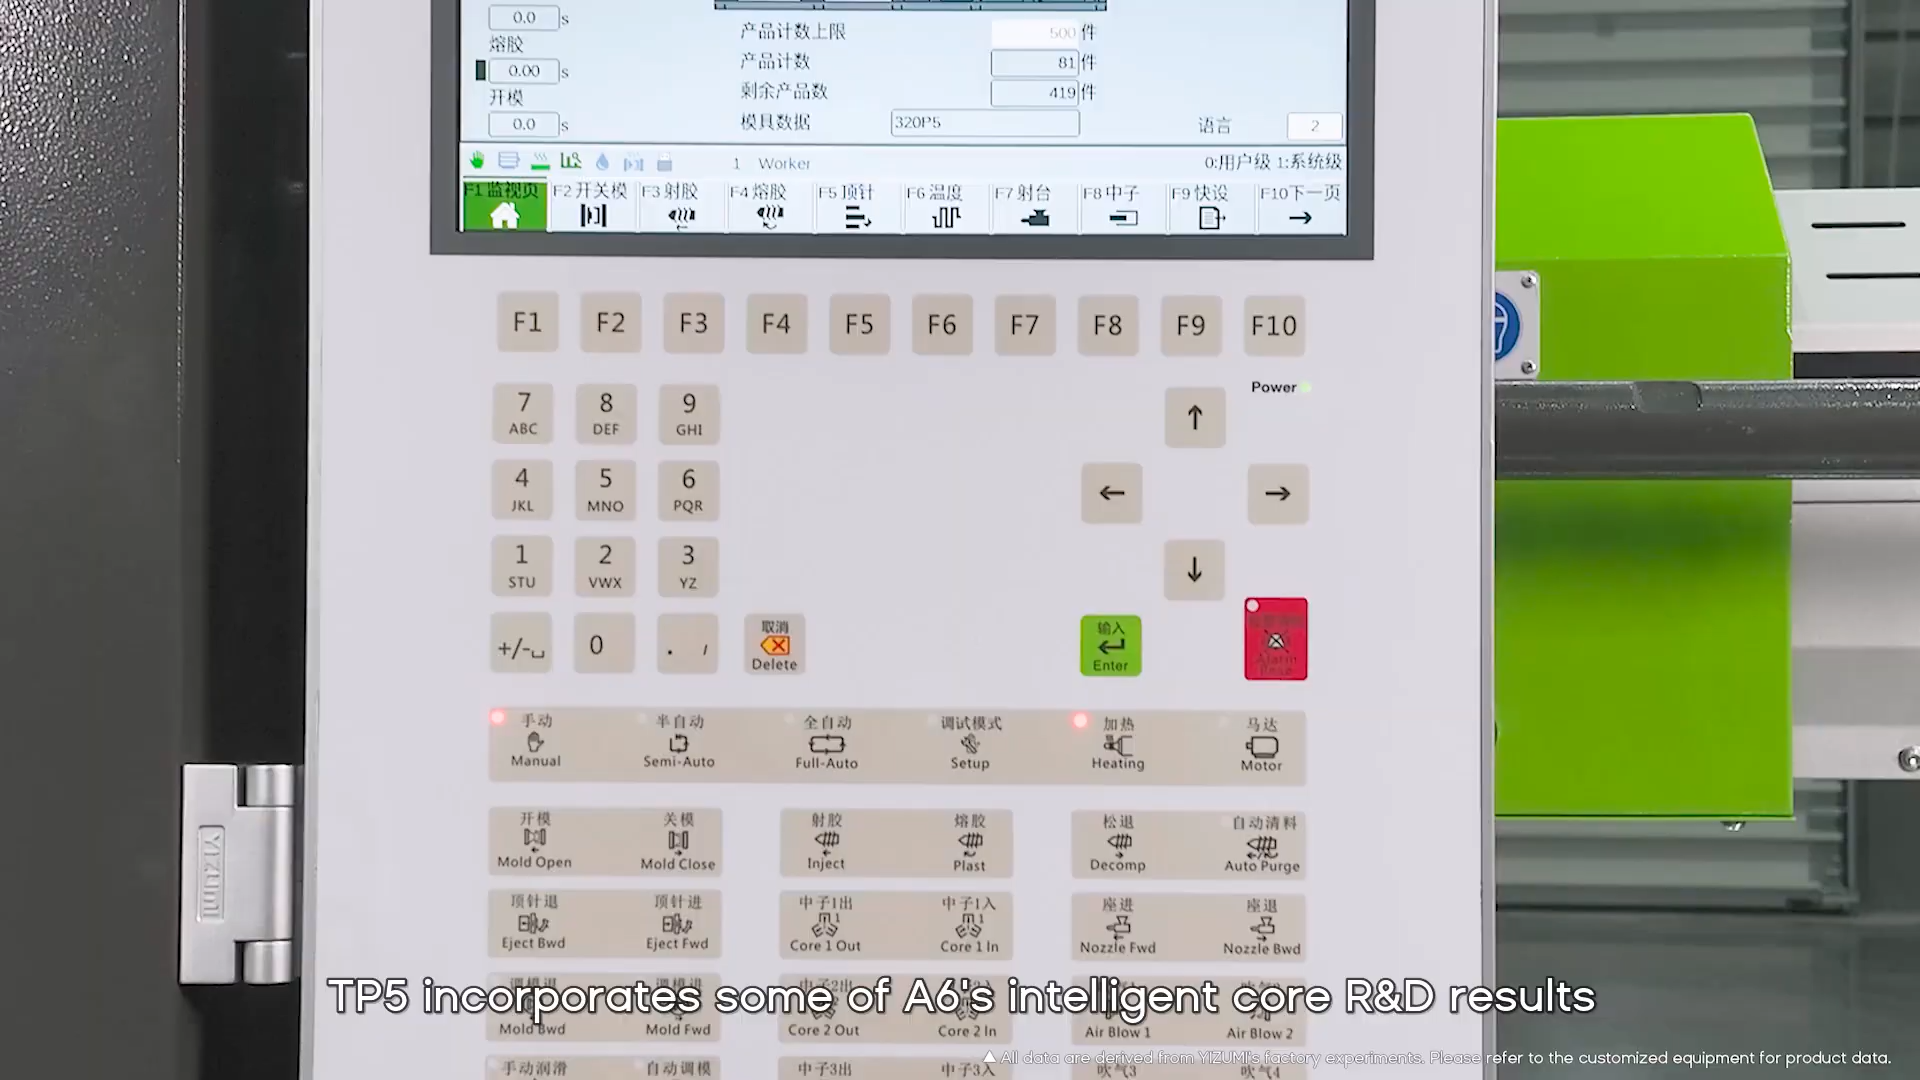 0.0 s
熔胶
0.00 s
开模
0.0 s
产品计数上限 500 件
产品计数 81 件
剩余产品数 419 件
模具数据 320P5
语言 2
1 Worker
0:用户级 1:系统级
F1 监视页 F2 开关模 F3 射胶 F4 熔胶 F5 顶针 F6 温度 F7 射台 F8 中子 F9 快设 F10下一页
F1 F2 F3 F4 F5 F6 F7 F8 F9 F10
Power
7 8 9
ABC DEF GHI
4 5 6
JKL MNO PQR
1 2 3
STU VWX YZ
+/-␣ 0 . ,
取消
Delete
输入
Enter
Alarm
手动 半自动 全自动 调试模式 加热 马达
Manual Semi-Auto Full-Auto Setup Heating Motor
开模 关模 射胶 熔胶 松退 自动清料
Mold Open Mold Close Inject Plast Decomp Auto Purge
顶针退 顶针进 中子1出 中子1入 座进 座退
Eject Bwd Eject Fwd Core 1 Out Core 1 In Nozzle Fwd Nozzle Bwd
YIZUMI
TP5 incorporates some of A6's intelligent core R&D results
Mold Bwd Mold Fwd Core 2 Out Core 2 In Air Blow 1 Air Blow 2
▲ All data are derived from YIZUMI's factory experiments. Please refer to the customized equipment for product data.
手动润滑 自动调模 中子3出 中子3入 吹气3 吹气4